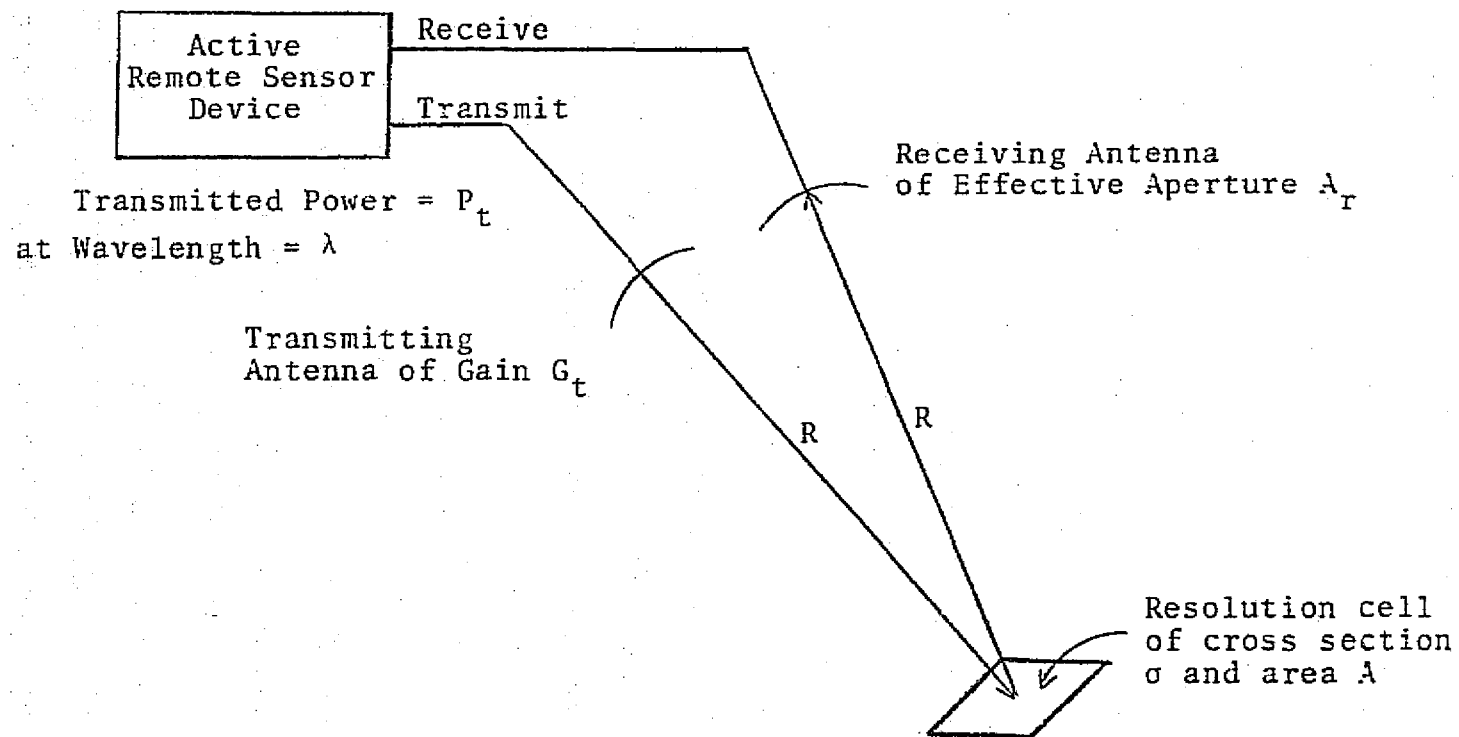 Active
Remote Sensor
Device
Receive
Transmit
Transmitted Power = P_t
at Wavelength = λ
Receiving Antenna
of Effective Aperture A_r
Transmitting
Antenna of Gain G_t
R
R
Resolution cell
of cross section
σ and area A